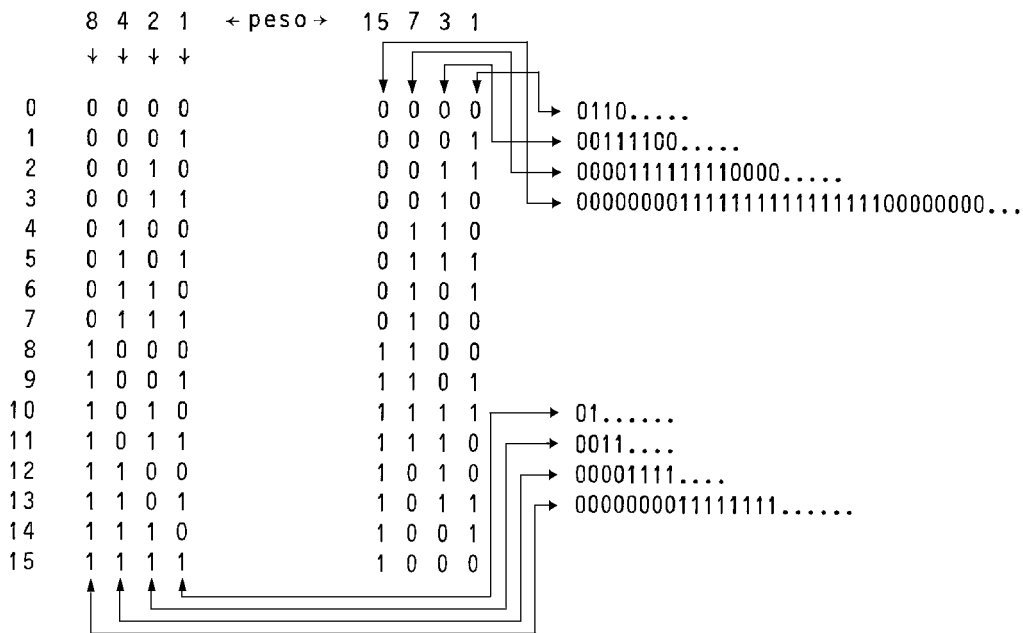 8 4 2 1 ← peso → 15 7 3 1
↓ ↓ ↓ ↓
0 0 0 0 0 0 0 0 0 0110.....
1 0 0 0 1 0 0 0 1 00111100.....
2 0 0 1 0 0 0 1 1 0000111111110000.....
3 0 0 1 1 0 0 1 0 00000000111111111111111100000000...
4 0 1 0 0 0 1 1 0
5 0 1 0 1 0 1 1 1
6 0 1 1 0 0 1 0 1
7 0 1 1 1 0 1 0 0
8 1 0 0 0 1 1 0 0
9 1 0 0 1 1 1 0 1
10 1 0 1 0 1 1 1 1 01......
11 1 0 1 1 1 1 1 0 0011....
12 1 1 0 0 1 0 1 0 00001111....
13 1 1 0 1 1 0 1 1 0000000011111111......
14 1 1 1 0 1 0 0 1
15 1 1 1 1 1 0 0 0